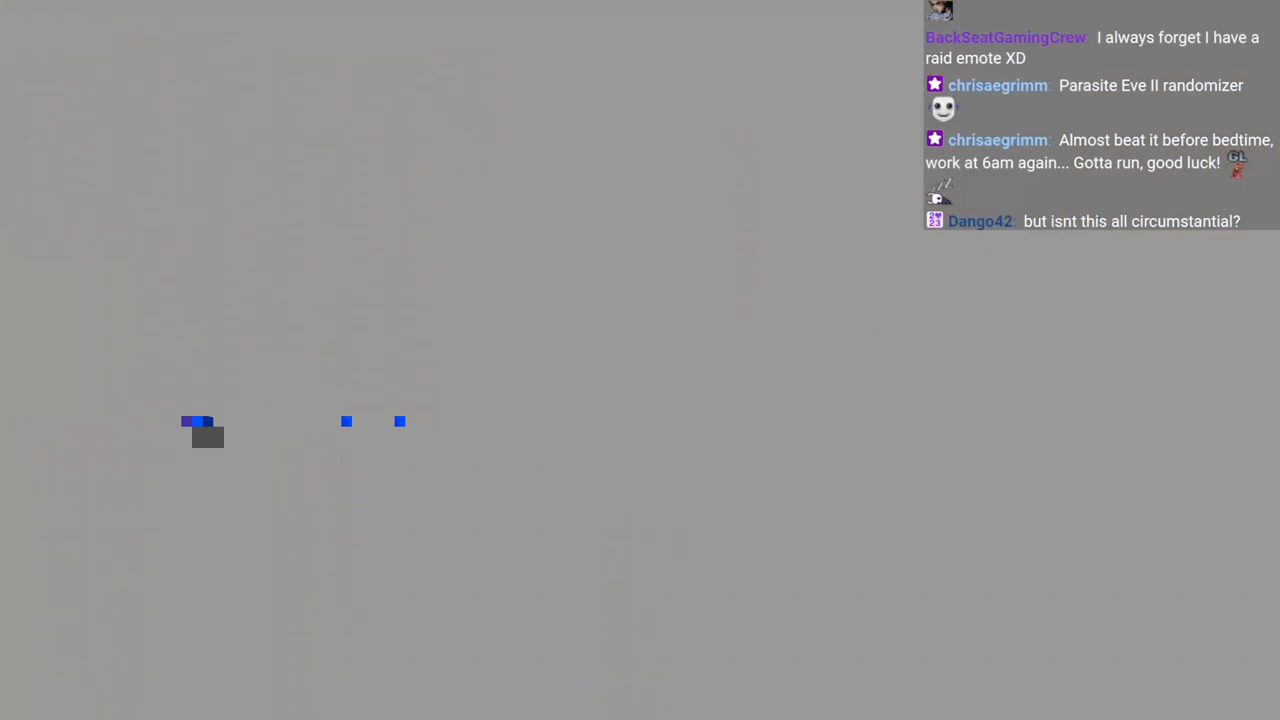 BackSeatGamingCrew: I always forget I have a
raid emote XD
chrisaegrimm: Parasite Eve II randomizer
chrisaegrimm: Almost beat it before bedtime,
work at 6am again... Gotta run, good luck! GL
Dango42: but isnt this all circumstantial?